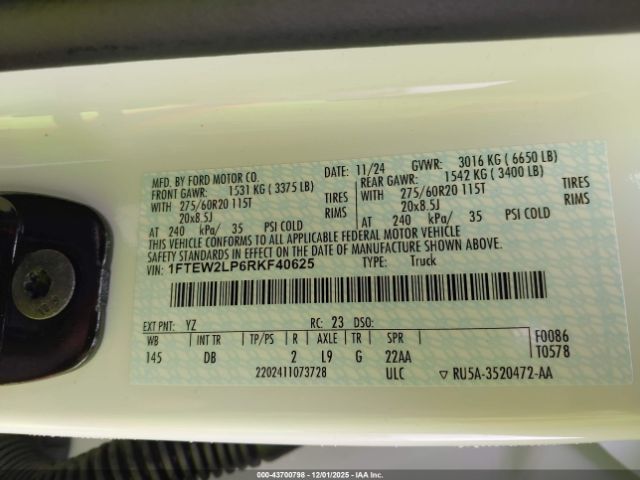 MFD. BY FORD MOTOR CO. DATE: 11/24 GVWR: 3016 KG ( 6650 LB)
FRONT GAWR: 1531 KG ( 3375 LB) REAR GAWR: 1542 KG ( 3400 LB)
WITH 275/60R20 115T TIRES WITH 275/60R20 115T TIRES
20x8.5J RIMS 20x8.5J RIMS
AT 240 kPa/ 35 PSI COLD AT 240 kPa/ 35 PSI COLD
THIS VEHICLE CONFORMS TO ALL APPLICABLE FEDERAL MOTOR VEHICLE
SAFETY STANDARDS IN EFFECT ON THE DATE OF MANUFACTURE SHOWN ABOVE.
VIN: 1FTEW2LP6RKF40625 TYPE: Truck
EXT PNT: YZ RC: 23 DSO: F0086
WB INT TR TP/PS R AXLE TR SPR T0578
145 DB 2 L9 G 22AA
2202411073728 ULC ▽ RU5A-3520472-AA
000-43700798 - 12/01/2025 - IAAI.CA